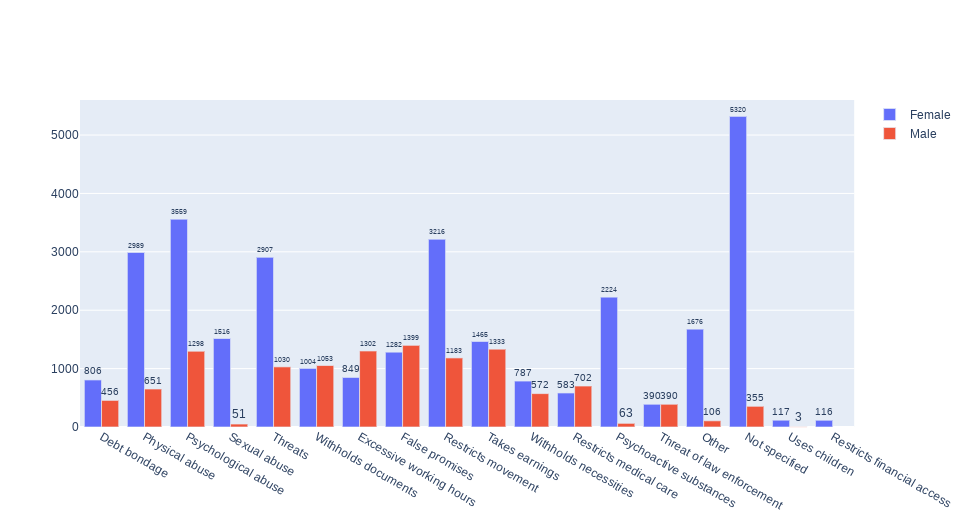 Female
Male
5000
4000
3000
2000
1000
0
806
456
2989
651
3559
1298
1516
51
2907
1030
1004
1053
849
1302
1282
1399
3216
1183
1465
1333
787
572
583
702
2224
63
390
390
1676
106
5320
355
117
3
116
Debt bondage
Physical abuse
Psychological abuse
Sexual abuse
Threats
Withholds documents
Excessive working hours
False promises
Restricts movement
Takes earnings
Withholds necessities
Restricts medical care
Psychoactive substances
Threat of law enforcement
Other
Not specified
Uses children
Restricts financial access